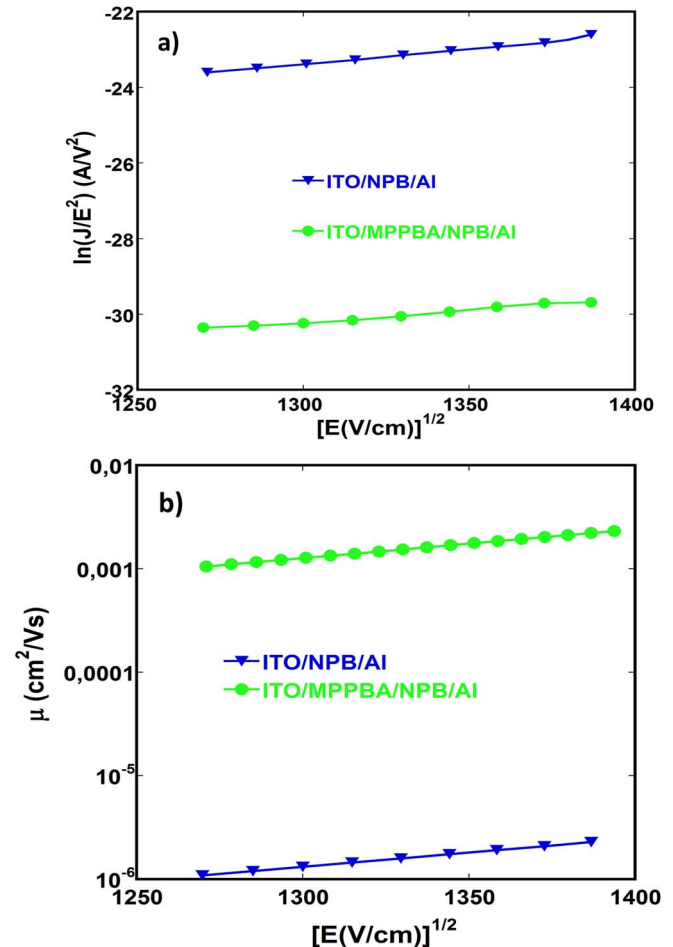 a)
ln(J/E²) (A/V²)
-22
-24
-26
-28
-30
-32
ITO/NPB/Al
ITO/MPPBA/NPB/Al
1250
1300
1350
1400
[E(V/cm)]^1/2
b)
μ (cm²/Vs)
0,01
0,001
0,0001
10⁻⁵
10⁻⁶
ITO/NPB/Al
ITO/MPPBA/NPB/Al
1250
1300
1350
1400
[E(V/cm)]^1/2